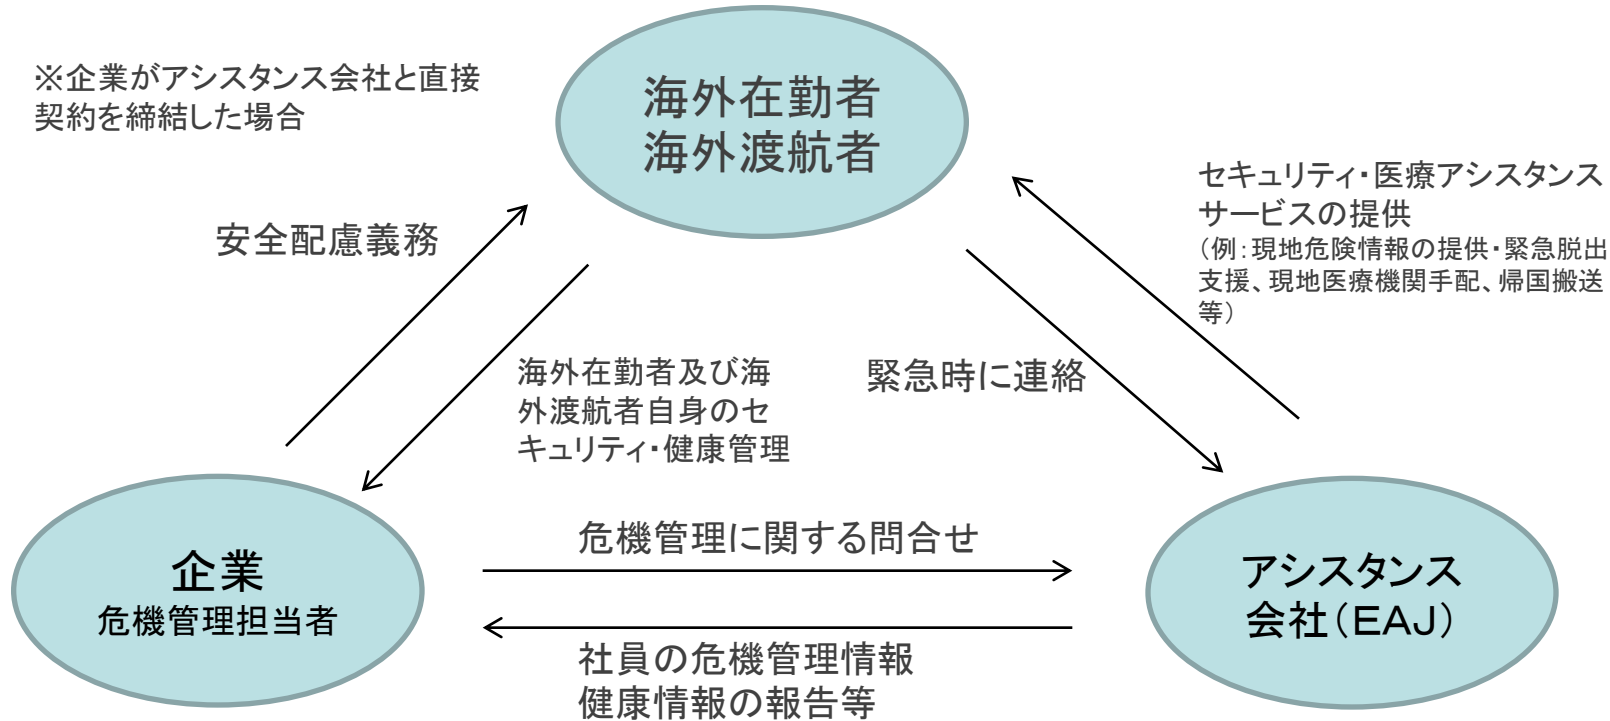 ※企業がアシスタンス会社と直接
契約を締結した場合
海外在勤者
海外渡航者
セキュリティ・医療アシスタンス
サービスの提供
（例：現地危険情報の提供・緊急脱出
支援、現地医療機関手配、帰国搬送
等）
安全配慮義務
海外在勤者及び海
外渡航者自身のセ
キュリティ・健康管理
緊急時に連絡
危機管理に関する問合せ
企業
危機管理担当者
アシスタンス
会社（ＥＡＪ）
社員の危機管理情報
健康情報の報告等